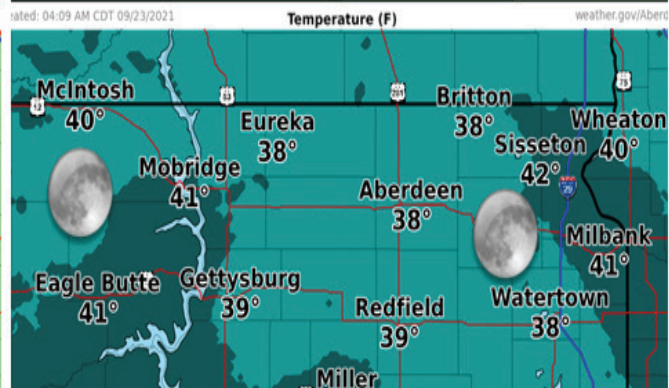 eated: 04:09 AM CDT 09/23/2021
Temperature (F)
weather.gov/Aberd
McIntosh
40°
12
83
281
75
Britton
38°
Wheaton
40°
Eureka
38°
Sisseton
42°
29
Mobridge
41°
Aberdeen
38°
Milbank
41°
Eagle Butte
41°
Gettysburg
39°
Redfield
39°
Watertown
38°
Miller